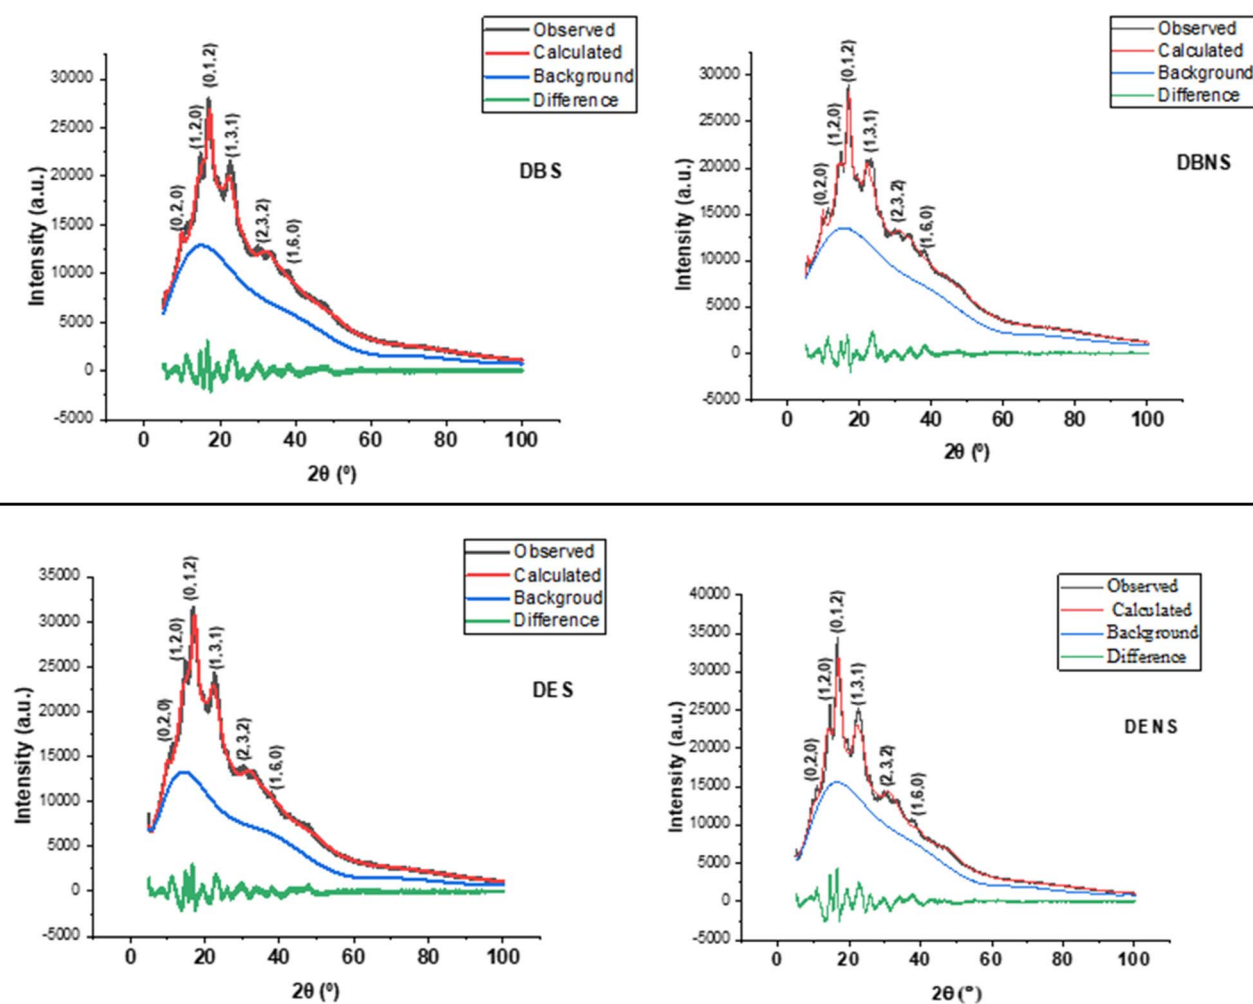 Observed
Calculated
Background
Difference
DBS
Intensity (a.u.)
30000
25000
20000
15000
10000
5000
0
-5000
(0,2,0)
(1,2,0)
(0,1,2)
(1,3,1)
(2,3,2)
(1,6,0)
0 20 40 60 80 100
2θ (⁰)
Observed
Calculated
Background
Difference
DBNS
Intensity (a.u.)
30000
25000
20000
15000
10000
5000
0
-5000
(0,2,0)
(1,2,0)
(0,1,2)
(1,3,1)
(2,3,2)
(1,6,0)
0 20 40 60 80 100
2θ (⁰)
Observed
Calculated
Backgroud
Difference
DES
Intensity (a.u.)
35000
30000
25000
20000
15000
10000
5000
0
-5000
(0,2,0)
(1,2,0)
(0,1,2)
(1,3,1)
(2,3,2)
(1,6,0)
0 20 40 60 80 100
2θ (⁰)
Observed
Calculated
Background
Difference
DENS
Intensity (a.u.)
40000
35000
30000
25000
20000
15000
10000
5000
0
-5000
(0,2,0)
(1,2,0)
(0,1,2)
(1,3,1)
(2,3,2)
(1,6,0)
0 20 40 60 80 100
2θ (°)